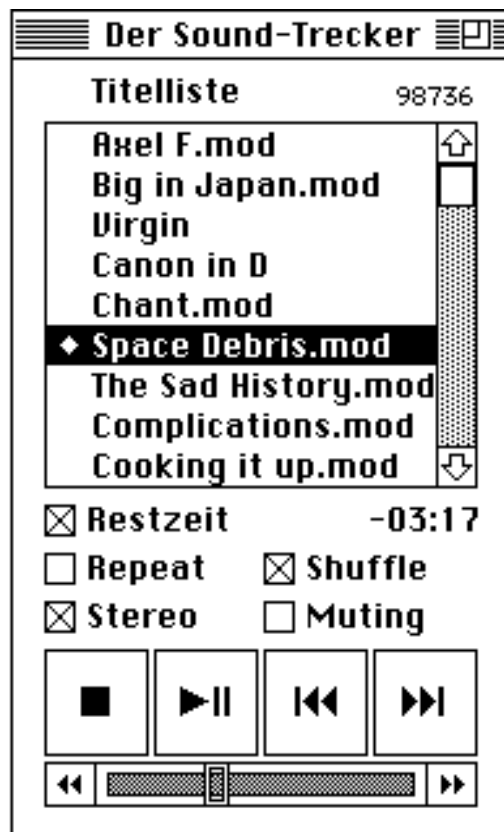 Der Sound-Trecker
Titelliste 98736
Axel F.mod
Big in Japan.mod
Virgin
Canon in D
Chant.mod
Space Debris.mod
The Sad History.mod
Complications.mod
Cooking it up.mod
Restzeit -03:17
Repeat Shuffle
Stereo Muting